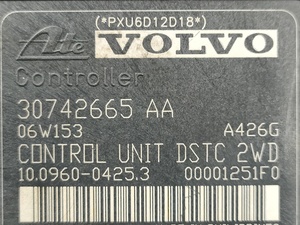 (*PXU6D12D18*)
Ate VOLVO
Controller
30742665 AA
06W153 A426G
CONTROL UNIT DSTC 2WD
10.0960-0425.3 00001251F0